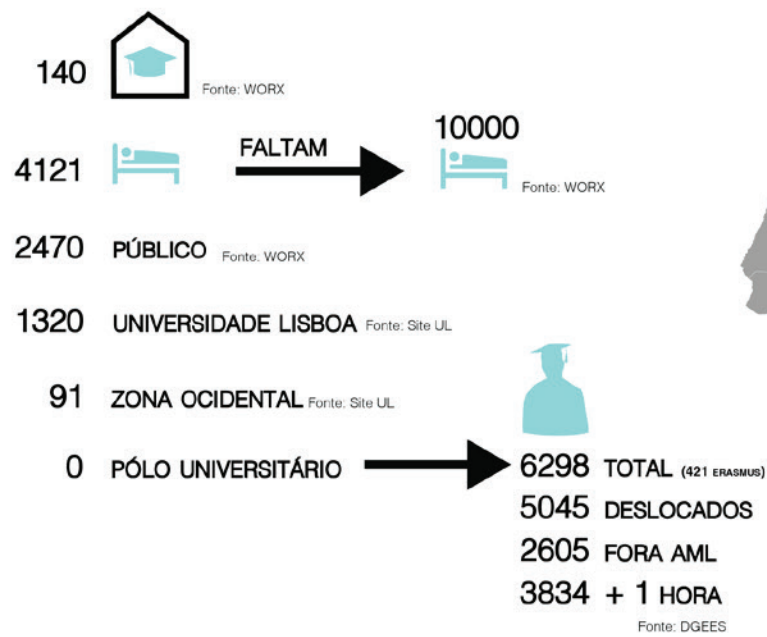 140 Fonte: WORX
10000
4121 FALTAM Fonte: WORX
2470 PÚBLICO Fonte: WORX
1320 UNIVERSIDADE LISBOA Fonte: Site UL
91 ZONA OCIDENTAL Fonte: Site UL
0 PÓLO UNIVERSITÁRIO 6298 TOTAL (421 ERASMUS)
5045 DESLOCADOS
2605 FORA AML
3834 + 1 HORA
Fonte: DGEES